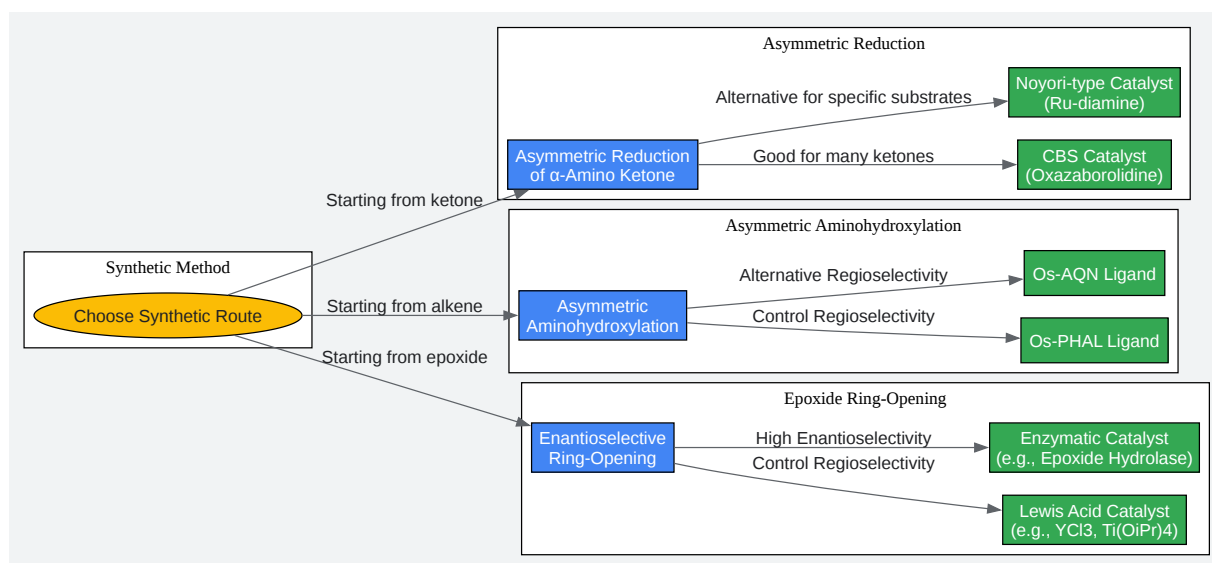 Asymmetric Reduction
Alternative for specific substrates
Noyori-type Catalyst
(Ru-diamine)
Asymmetric Reduction
of α-Amino Ketone
Good for many ketones
CBS Catalyst
(Oxazaborolidine)
Starting from ketone
Synthetic Method
Choose Synthetic Route
Starting from alkene
Asymmetric Aminohydroxylation
Alternative Regioselectivity
Os-AQN Ligand
Asymmetric
Aminohydroxylation
Control Regioselectivity
Os-PHAL Ligand
Starting from epoxide
Epoxide Ring-Opening
Enantioselective
Ring-Opening
High Enantioselectivity
Enzymatic Catalyst
(e.g., Epoxide Hydrolase)
Control Regioselectivity
Lewis Acid Catalyst
(e.g., YCl3, Ti(OiPr)4)